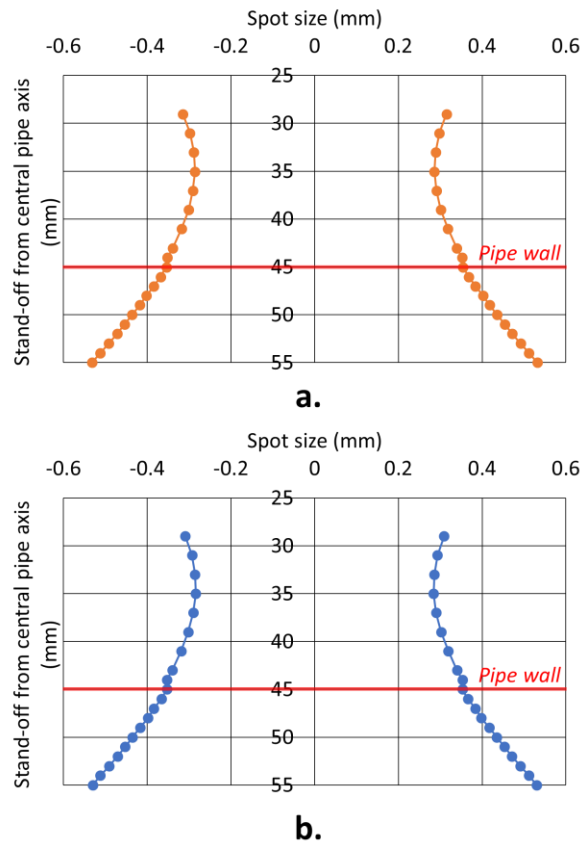 Spot size (mm)
-0.6 -0.4 -0.2 0 0.2 0.4 0.6
Stand-off from central pipe axis
(mm)
25
30
35
40
Pipe wall
45
50
55
a.
Spot size (mm)
-0.6 -0.4 -0.2 0 0.2 0.4 0.6
Stand-off from central pipe axis
(mm)
25
30
35
40
Pipe wall
45
50
55
b.